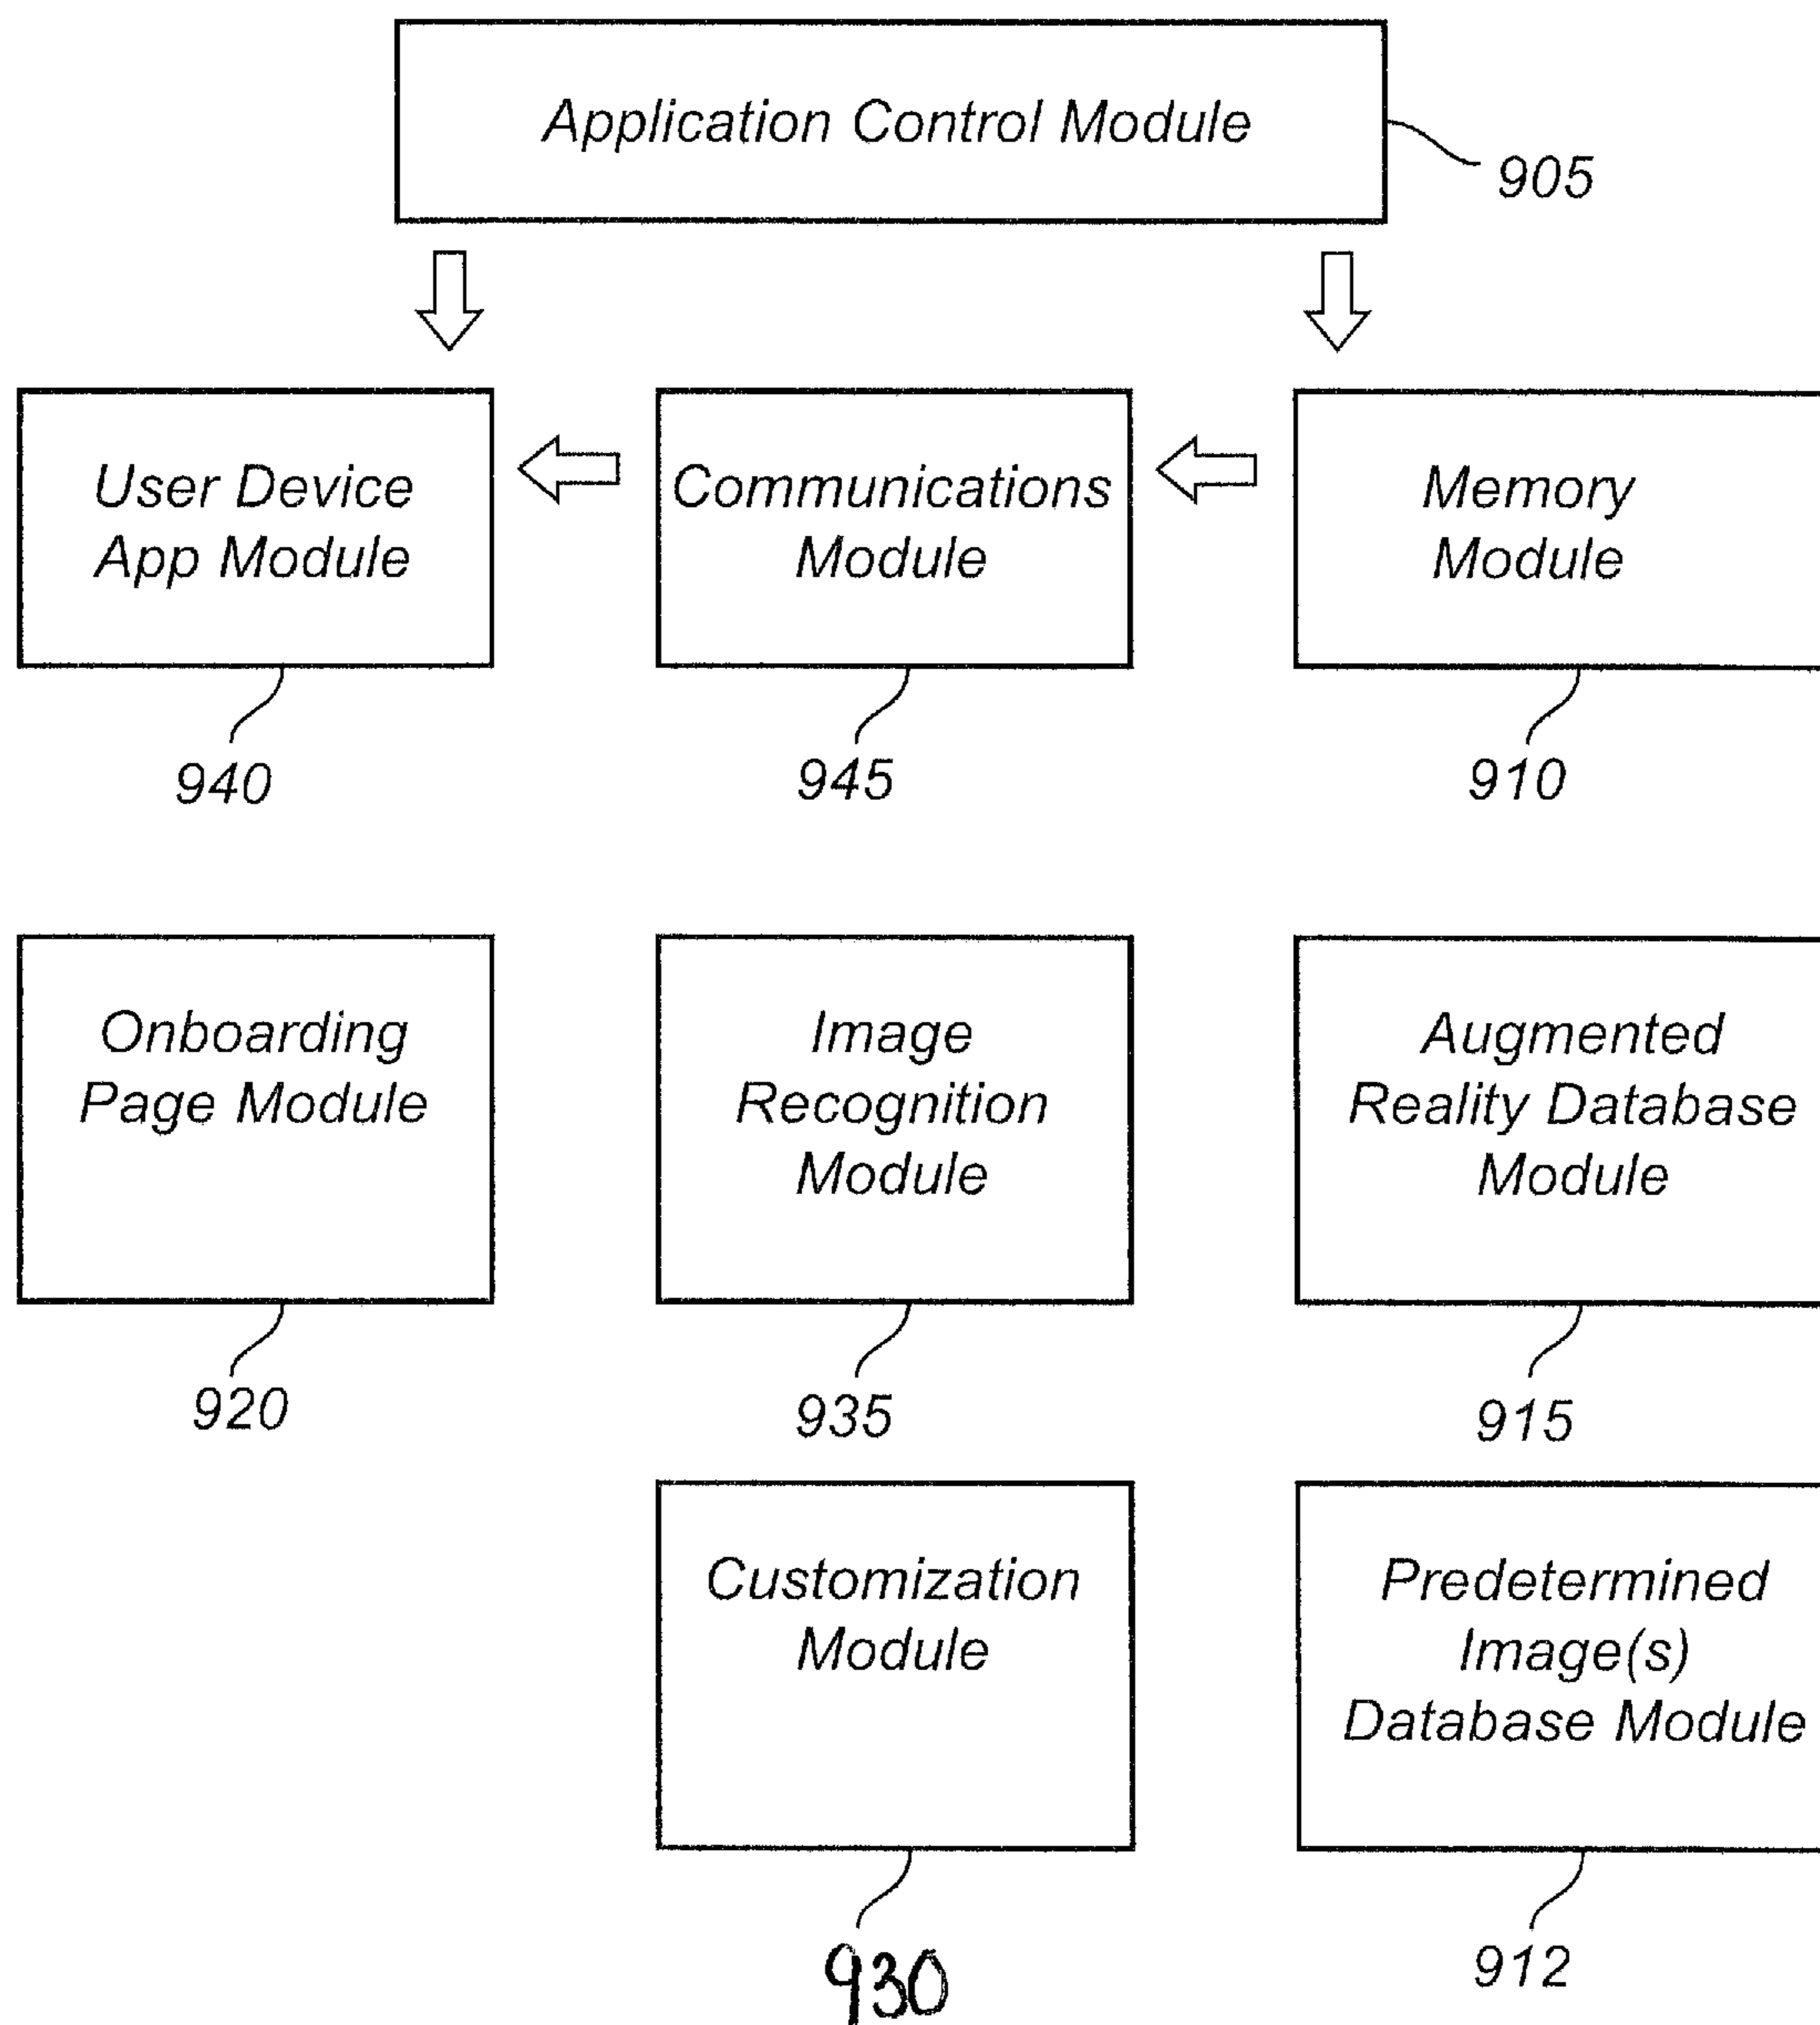 Application Control Module
905
User Device
App Module
940
Communications
Module
945
Memory
Module
910
Onboarding
Page Module
920
Image
Recognition
Module
935
Augmented
Reality Database
Module
915
Customization
Module
930
Predetermined
Image(s)
Database Module
912